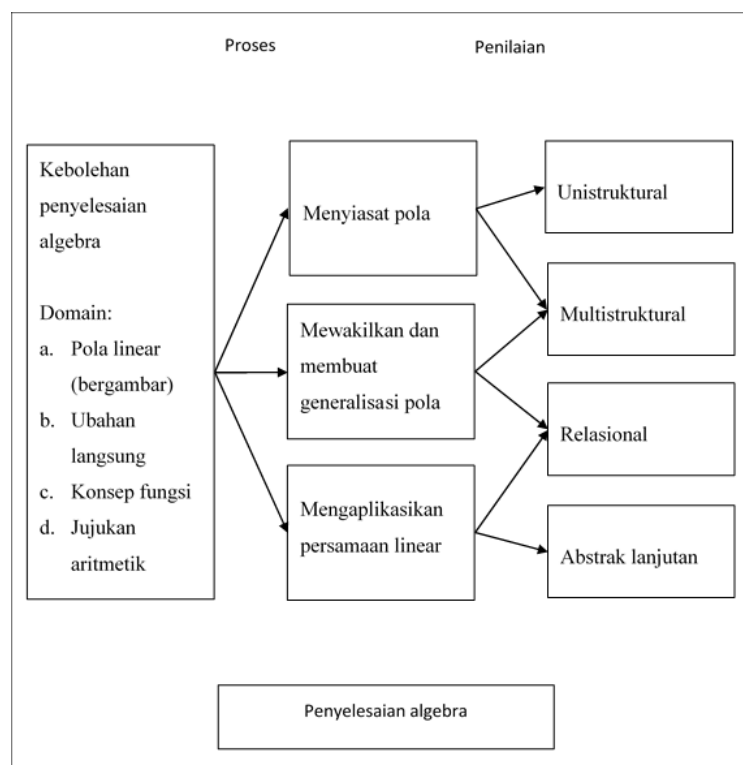 Proses
Penilaian
Kebolehan
penyelesaian
algebra
Domain:
a. Pola linear
(bergambar)
b. Ubahan
langsung
c. Konsep fungsi
d. Jujukan
aritmetik
Menyiasat pola
Mewakilkan dan
membuat
generalisasi pola
Mengaplikasikan
persamaan linear
Unistruktural
Multistruktural
Relasional
Abstrak lanjutan
Penyelesaian algebra